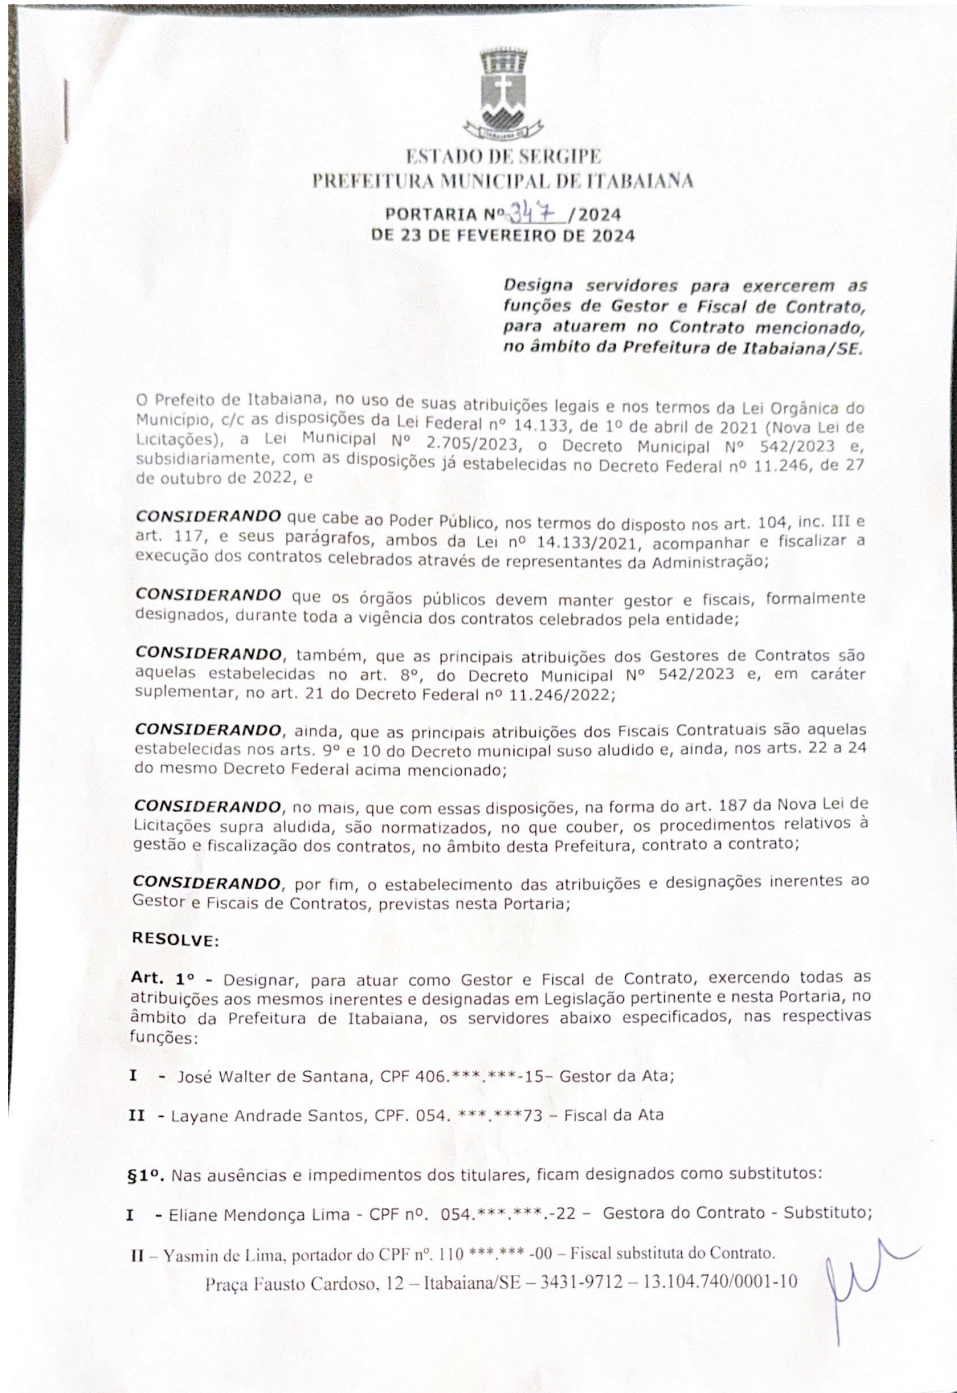 ITABAIANA SE
ESTADO DE SERGIPE
PREFEITURA MUNICIPAL DE ITABAIANA
PORTARIA Nº 347 /2024
DE 23 DE FEVEREIRO DE 2024
Designa servidores para exercerem as
funções de Gestor e Fiscal de Contrato,
para atuarem no Contrato mencionado,
no âmbito da Prefeitura de Itabaiana/SE.
O Prefeito de Itabaiana, no uso de suas atribuições legais e nos termos da Lei Orgânica do
Município, c/c as disposições da Lei Federal nº 14.133, de 1º de abril de 2021 (Nova Lei de
Licitações), a Lei Municipal Nº 2.705/2023, o Decreto Municipal Nº 542/2023 e,
subsidiariamente, com as disposições já estabelecidas no Decreto Federal nº 11.246, de 27
de outubro de 2022, e
CONSIDERANDO que cabe ao Poder Público, nos termos do disposto nos art. 104, inc. III e
art. 117, e seus parágrafos, ambos da Lei nº 14.133/2021, acompanhar e fiscalizar a
execução dos contratos celebrados através de representantes da Administração;
CONSIDERANDO que os órgãos públicos devem manter gestor e fiscais, formalmente
designados, durante toda a vigência dos contratos celebrados pela entidade;
CONSIDERANDO, também, que as principais atribuições dos Gestores de Contratos são
aquelas estabelecidas no art. 8º, do Decreto Municipal Nº 542/2023 e, em caráter
suplementar, no art. 21 do Decreto Federal nº 11.246/2022;
CONSIDERANDO, ainda, que as principais atribuições dos Fiscais Contratuais são aquelas
estabelecidas nos arts. 9º e 10 do Decreto municipal suso aludido e, ainda, nos arts. 22 a 24
do mesmo Decreto Federal acima mencionado;
CONSIDERANDO, no mais, que com essas disposições, na forma do art. 187 da Nova Lei de
Licitações supra aludida, são normatizados, no que couber, os procedimentos relativos à
gestão e fiscalização dos contratos, no âmbito desta Prefeitura, contrato a contrato;
CONSIDERANDO, por fim, o estabelecimento das atribuições e designações inerentes ao
Gestor e Fiscais de Contratos, previstas nesta Portaria;
RESOLVE:
Art. 1º - Designar, para atuar como Gestor e Fiscal de Contrato, exercendo todas as
atribuições aos mesmos inerentes e designadas em Legislação pertinente e nesta Portaria, no
âmbito da Prefeitura de Itabaiana, os servidores abaixo especificados, nas respectivas
funções:
I - José Walter de Santana, CPF 406.***.***-15– Gestor da Ata;
II - Layane Andrade Santos, CPF. 054. ***.***73 – Fiscal da Ata
§1º. Nas ausências e impedimentos dos titulares, ficam designados como substitutos:
I - Eliane Mendonça Lima - CPF nº. 054.***.***.-22 – Gestora do Contrato - Substituto;
II – Yasmin de Lima, portador do CPF nº. 110 ***.*** -00 – Fiscal substituta do Contrato.
Praça Fausto Cardoso, 12 – Itabaiana/SE – 3431-9712 – 13.104.740/0001-10